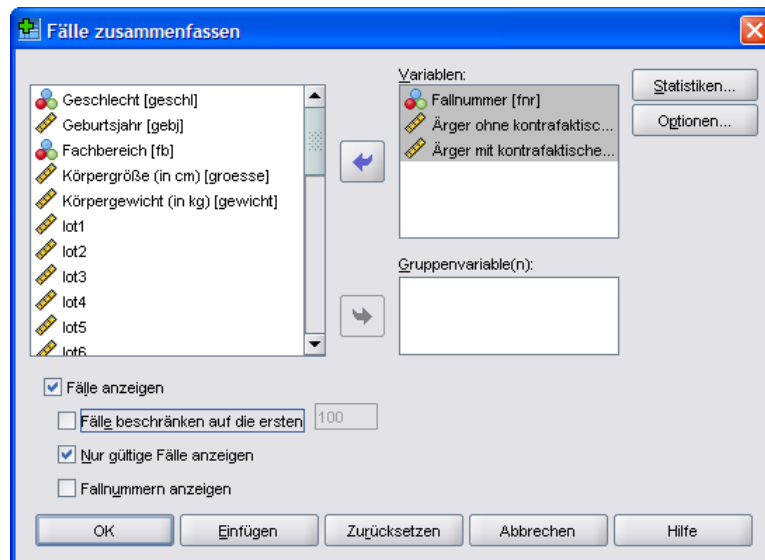 Fälle zusammenfassen
Geschlecht [geschl]
Geburtsjahr [gebj]
Fachbereich [fb]
Körpergröße (in cm) [groesse]
Körpergewicht (in kg) [gewicht]
lot1
lot2
lot3
lot4
lot5
lot6
Variablen:
Fallnummer [fnr]
Ärger ohne kontrafaktisc...
Ärger mit kontrafaktische...
Gruppenvariable(n):
Statistiken...
Optionen...
Fälle anzeigen
Fälle beschränken auf die ersten 100
Nur gültige Fälle anzeigen
Fallnummern anzeigen
OK Einfügen Zurücksetzen Abbrechen Hilfe